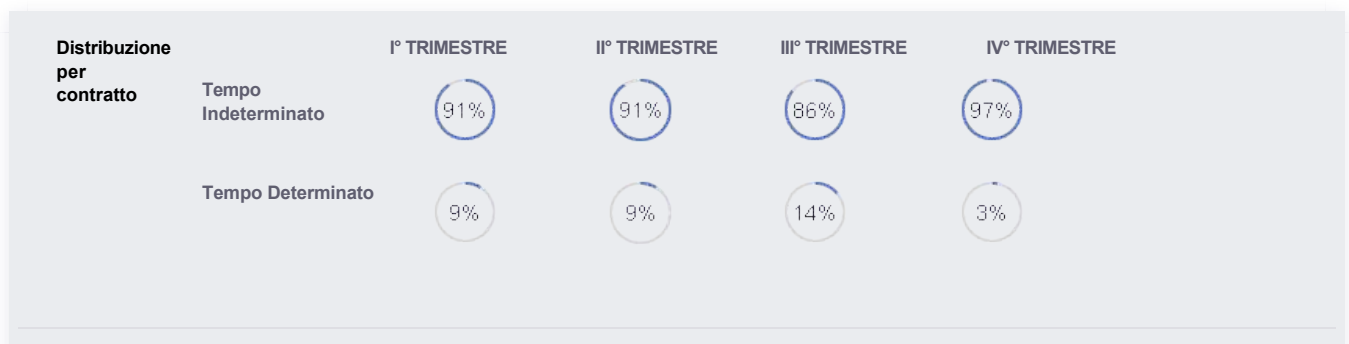 Distribuzione
per
contratto
I° TRIMESTRE
II° TRIMESTRE
III° TRIMESTRE
IV° TRIMESTRE
Tempo
Indeterminato
91%
91%
86%
97%
Tempo Determinato
9%
9%
14%
3%